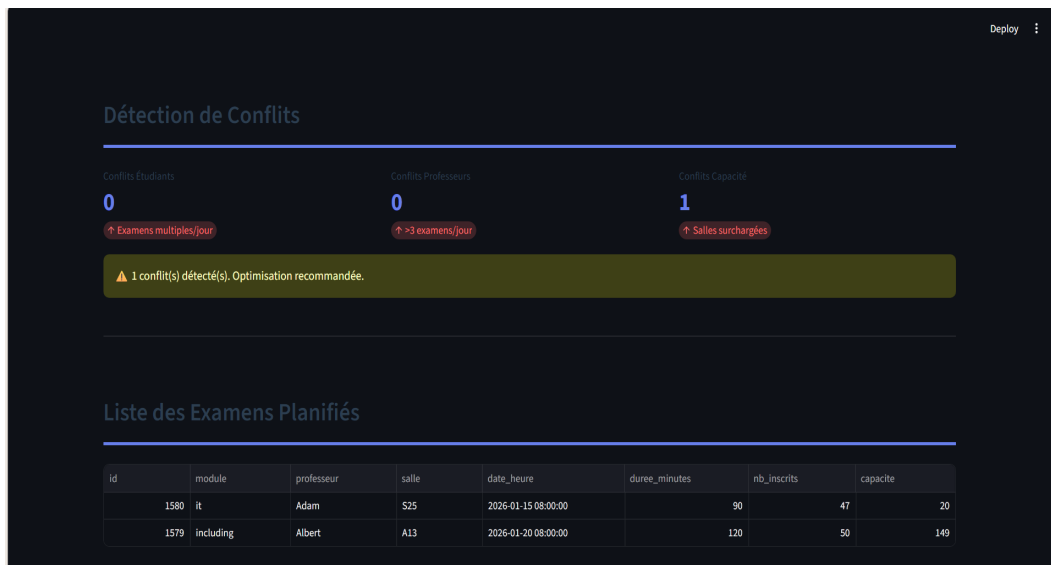 Deploy
Détection de Conflits
Conflits Étudiants Conflits Professeurs Conflits Capacité
0 0 1
↑ Examens multiples/jour ↑ >3 examens/jour ↑ Salles surchargées
⚠ 1 conflit(s) détecté(s). Optimisation recommandée.
Liste des Examens Planifiés
id module professeur salle date_heure duree_minutes nb_inscrits capacite
1580 it Adam S25 2026-01-15 08:00:00 90 47 20
1579 including Albert A13 2026-01-20 08:00:00 120 50 149